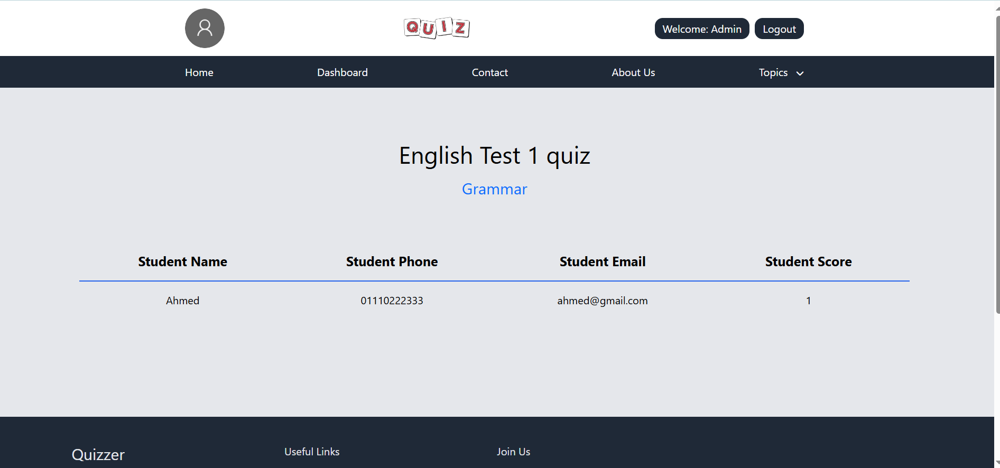 QUIZ
Welcome: Admin
Logout
Home
Dashboard
Contact
About Us
Topics
English Test 1 quiz
Grammar
Student Name
Student Phone
Student Email
Student Score
Ahmed
01110222333
ahmed@gmail.com
1
Quizzer
Useful Links
Join Us